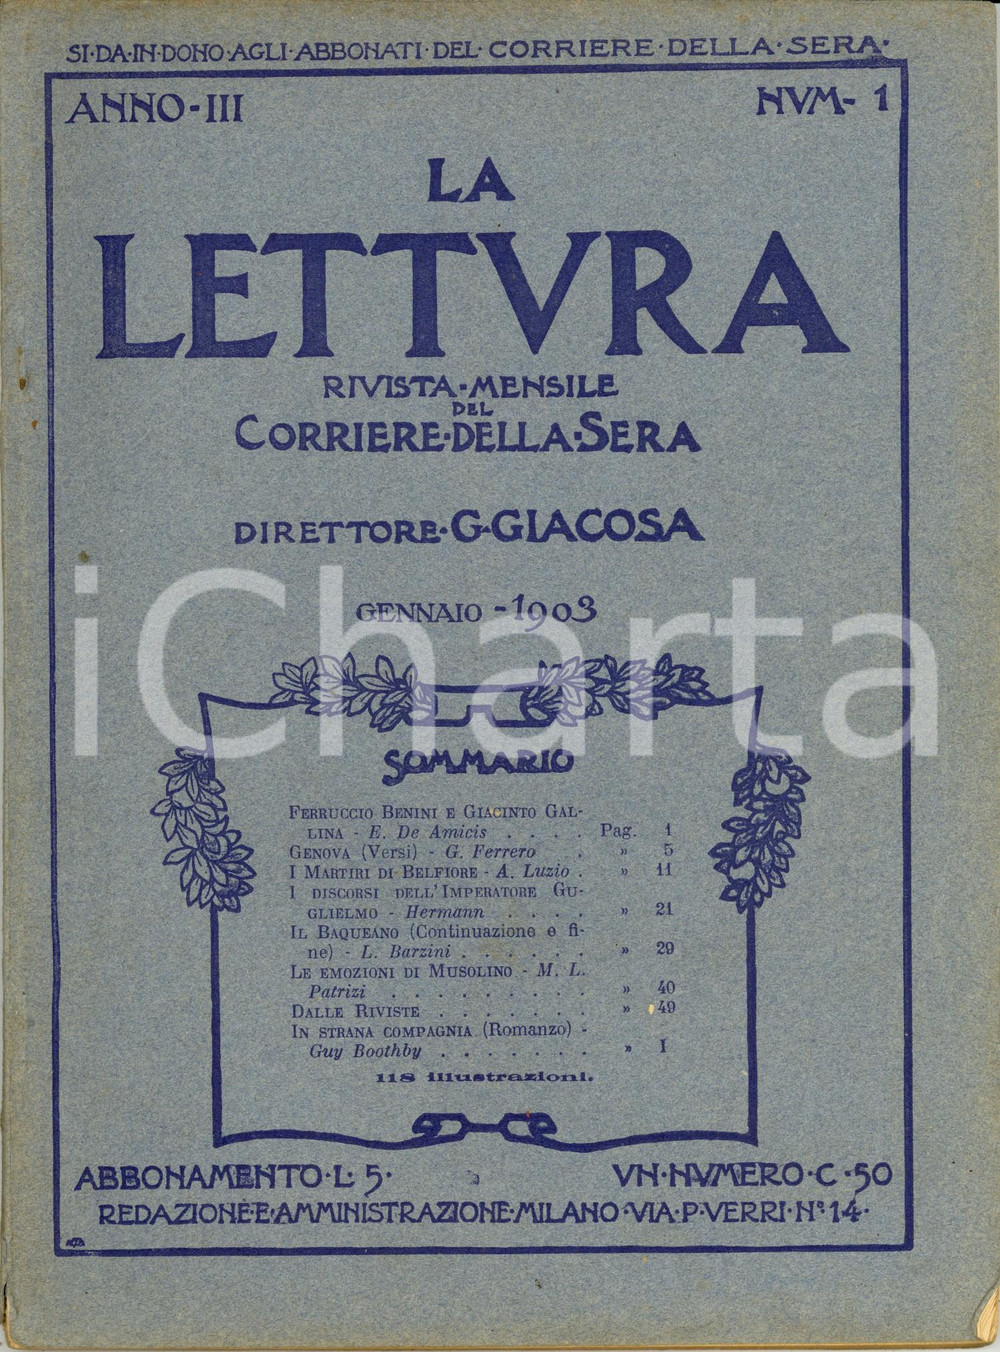 SI·DA·IN·DONO·AGLI·ABBONATI·DEL·CORRIERE·DELLA·SERA·
ANNO-III
NVM- 1
LA
LETTVRA
RIVISTA·MENSILE
DEL
CORRIERE·DELLA·SERA
DIRETTORE·G·GIACOSA
GENNAIO -1903
iCharta
SOMMARIO
FERRUCCIO BENINI E GIACINTO GAL-
LINA - E. De Amicis . . . . Pag. 1
GENOVA (Versi) - G. Ferrero . » 5
I MARTIRI DI BELFIORE - A. Luzio . » 11
I DISCORSI DELL'IMPERATORE GU-
GLIELMO - Hermann . . . . » 21
IL BAQUEANO (Continuazione e fi-
ne) - L. Barzini . . . . . . » 29
LE EMOZIONI DI MUSOLINO - M. L.
Patrizi . . . . . . . . . » 40
DALLE RIVISTE . . . . . . . » 49
IN STRANA COMPAGNIA (Romanzo) -
Guy Boothby . . . . . . . » I
118 illustrazioni.
ABBONAMENTO·L·5·
VN·NVMERO·C·50
REDAZIONE·E·AMMINISTRAZIONE·MILANO·VIA·P·VERRI·Nº14·